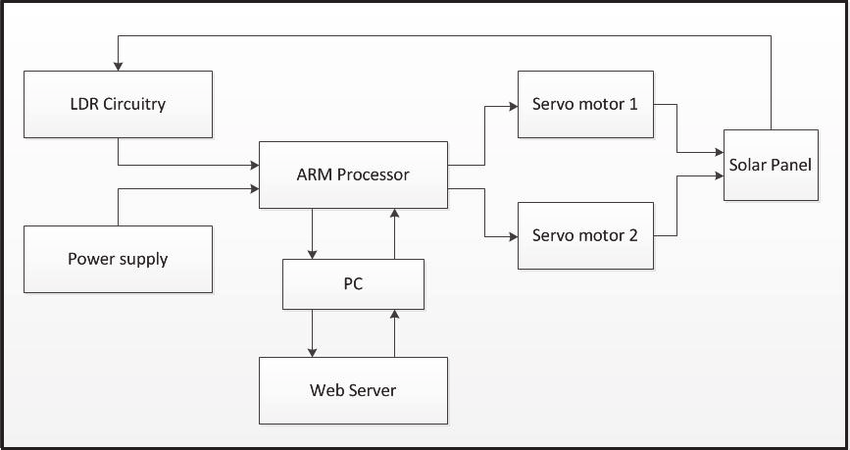 LDR Circuitry
Servo motor 1
Solar Panel
ARM Processor
Servo motor 2
Power supply
PC
Web Server